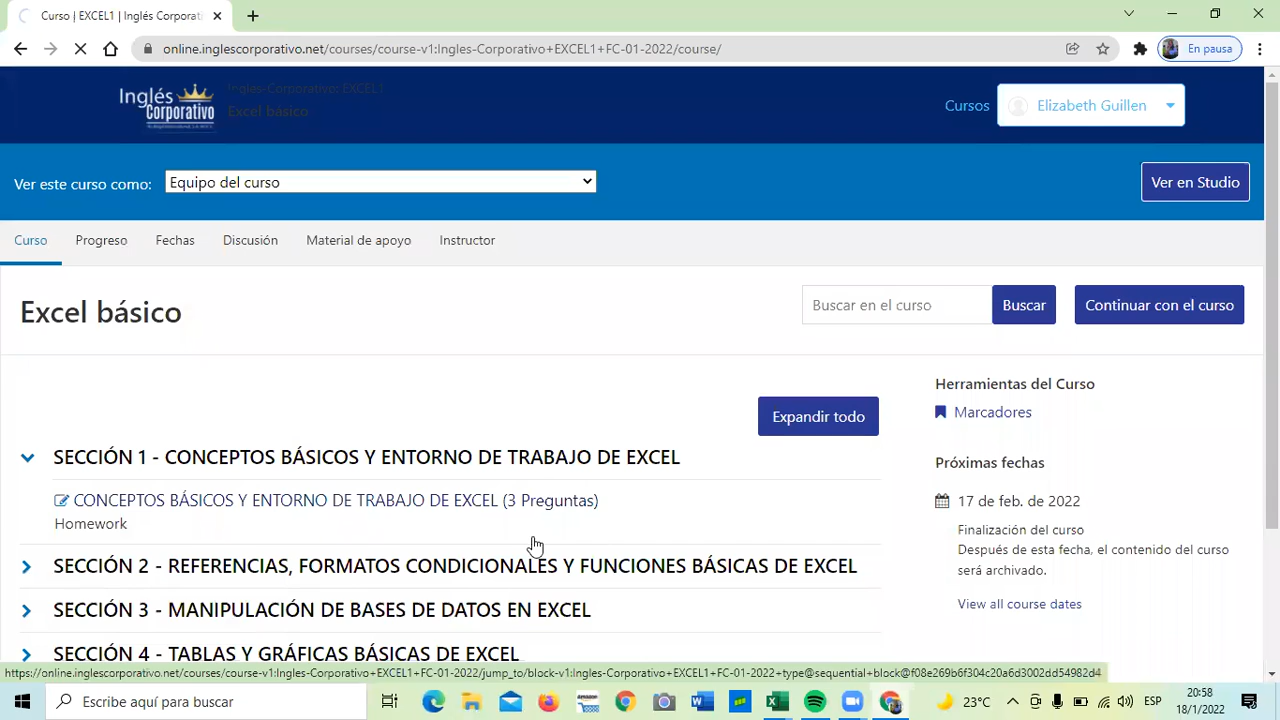 Curso | EXCEL1 | Inglés Corporati
online.inglescorporativo.net/courses/course-v1:Ingles-Corporativo+EXCEL1+FC-01-2022/course/
En pausa
Inglés Corporativo
Ingles-Corporativo: EXCEL1
Excel básico
Cursos
Elizabeth Guillen
Ver este curso como:
Equipo del curso
Ver en Studio
Curso
Progreso
Fechas
Discusión
Material de apoyo
Instructor
Excel básico
Buscar en el curso
Buscar
Continuar con el curso
Herramientas del Curso
Marcadores
Expandir todo
SECCIÓN 1 - CONCEPTOS BÁSICOS Y ENTORNO DE TRABAJO DE EXCEL
CONCEPTOS BÁSICOS Y ENTORNO DE TRABAJO DE EXCEL (3 Preguntas)
Homework
SECCIÓN 2 - REFERENCIAS, FORMATOS CONDICIONALES Y FUNCIONES BÁSICAS DE EXCEL
SECCIÓN 3 - MANIPULACIÓN DE BASES DE DATOS EN EXCEL
SECCIÓN 4 - TABLAS Y GRÁFICAS BÁSICAS DE EXCEL
Próximas fechas
17 de feb. de 2022
Finalización del curso
Después de esta fecha, el contenido del curso
será archivado.
View all course dates
https://online.inglescorporativo.net/courses/course-v1:Ingles-Corporativo+EXCEL1+FC-01-2022/jump_to/block-v1:Ingles-Corporativo+EXCEL1+FC-01-2022+type@sequential+block@f08e269b6f304c20a6d3002dd54982d4
Escribe aquí para buscar
amazon
23°C
ESP
20:58
18/1/2022